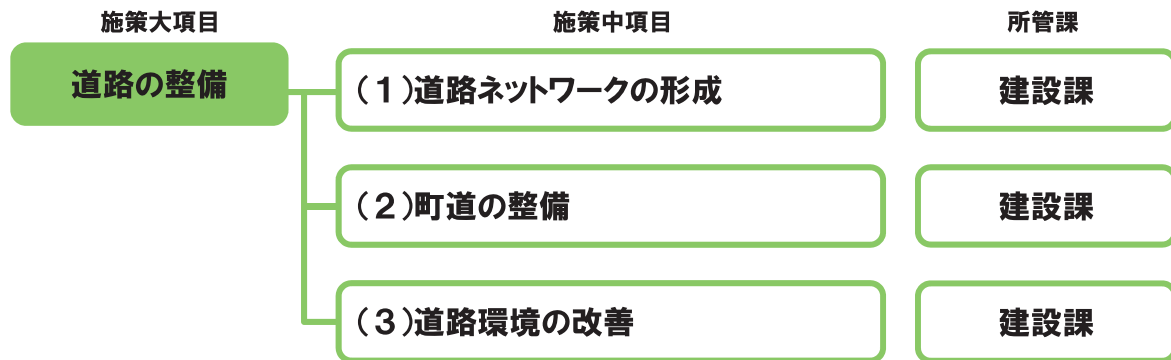 施策大項目 施策中項目 所管課
道路の整備 (1)道路ネットワークの形成 建設課
(2)町道の整備 建設課
(3)道路環境の改善 建設課